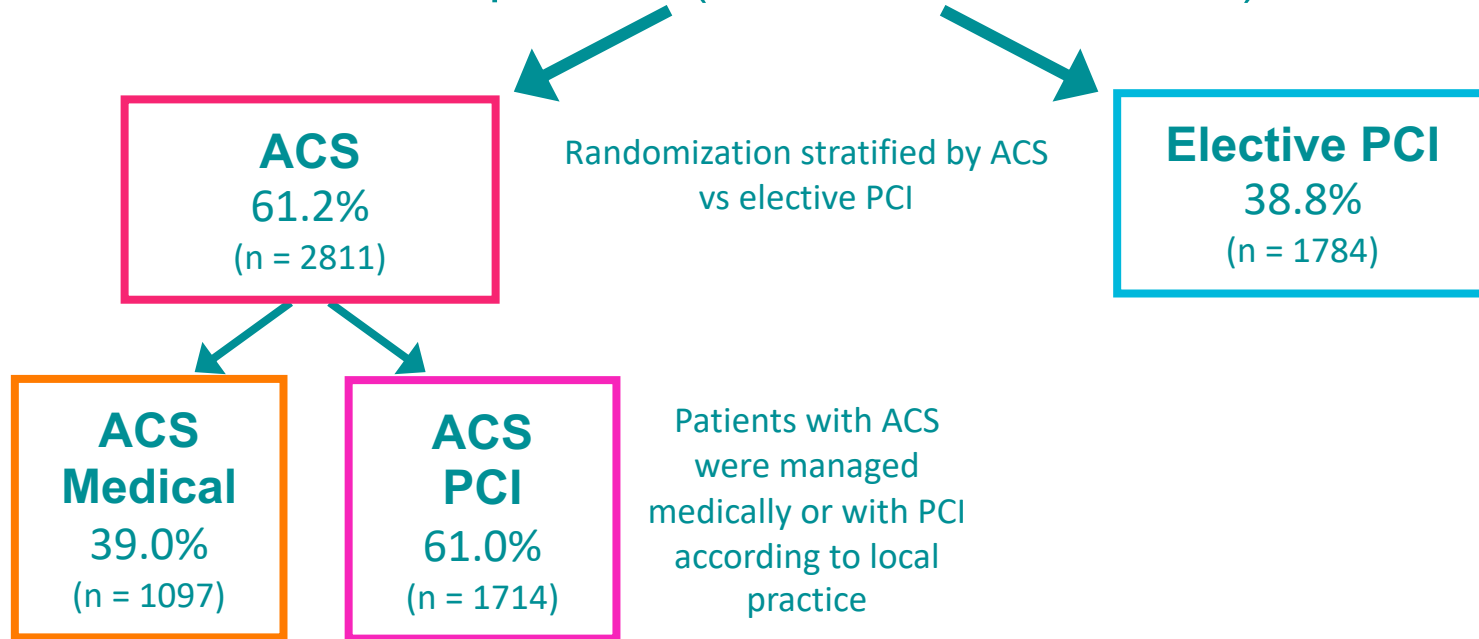 ACS
61.2%
(n = 2811)
Randomization stratified by ACS
vs elective PCI
Elective PCI
38.8%
(n = 1784)
ACS
Medical
39.0%
(n = 1097)
ACS
PCI
61.0%
(n = 1714)
Patients with ACS
were managed
medically or with PCI
according to local
practice